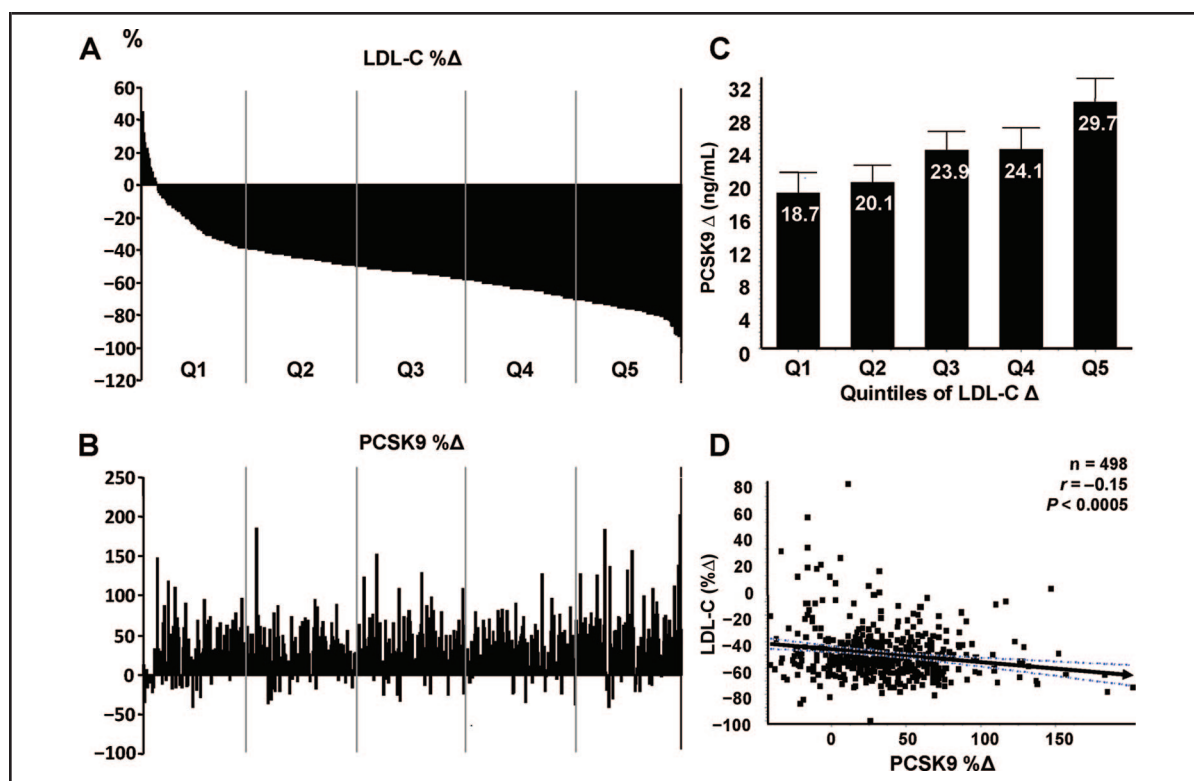 A
%
LDL-C %Δ
60
40
20
0
−20
−40
−60
−80
−100
−120
Q1 Q2 Q3 Q4 Q5
B
PCSK9 %Δ
250
200
150
100
50
0
−50
−100
C
PCSK9 Δ (ng/mL)
32
28
24
20
16
12
8
4
0
18.7 20.1 23.9 24.1 29.7
Q1 Q2 Q3 Q4 Q5
Quintiles of LDL-C Δ
D
n = 498
r = −0.15
P < 0.0005
LDL-C (%Δ)
80
60
40
20
0
−20
−40
−60
−80
−100
0 50 100 150
PCSK9 %Δ